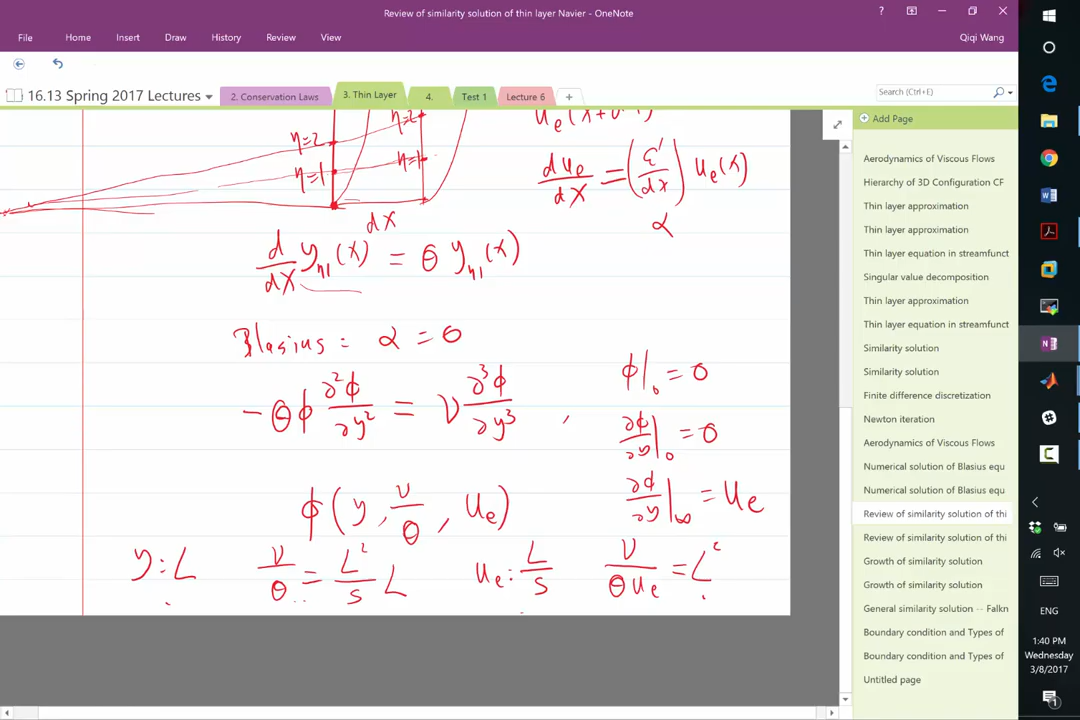 Review of similarity solution of thin layer Navier - OneNote
?
File Home Insert Draw History Review View
Qiqi Wang
16.13 Spring 2017 Lectures
2. Conservation Laws
3. Thin Layer
4.
Test 1
Lecture 6
+
Search (Ctrl+E)
Add Page
Aerodynamics of Viscous Flows
Hierarchy of 3D Configuration CF
Thin layer approximation
Thin layer approximation
Thin layer equation in streamfunct
Singular value decomposition
Thin layer approximation
Thin layer equation in streamfunct
Similarity solution
Similarity solution
Finite difference discretization
Newton iteration
Aerodynamics of Viscous Flows
Numerical solution of Blasius equ
Numerical solution of Blasius equ
Review of similarity solution of thi
Review of similarity solution of thi
Growth of similarity solution
Growth of similarity solution
General similarity solution -- Falkn
Boundary condition and Types of
Boundary condition and Types of
Untitled page
η=2 η=2
η=1 η=1
dx
du_e/dx = (ε'/dx) u_e(x)
α
d/dx y_η1(x) = θ y_η1(x)
Blasius: α = 0
-θ ϕ ∂²ϕ/∂y² = ν ∂³ϕ/∂y³ , ϕ|₀ = 0
∂ϕ/∂y|₀ = 0
ϕ(y, ν/θ, u_e) ∂ϕ/∂y|∞ = u_e
y: L ν/θ = L²/s L u_e: L/s ν/(θ u_e) = L²
ENG
1:40 PM
Wednesday
3/8/2017
1